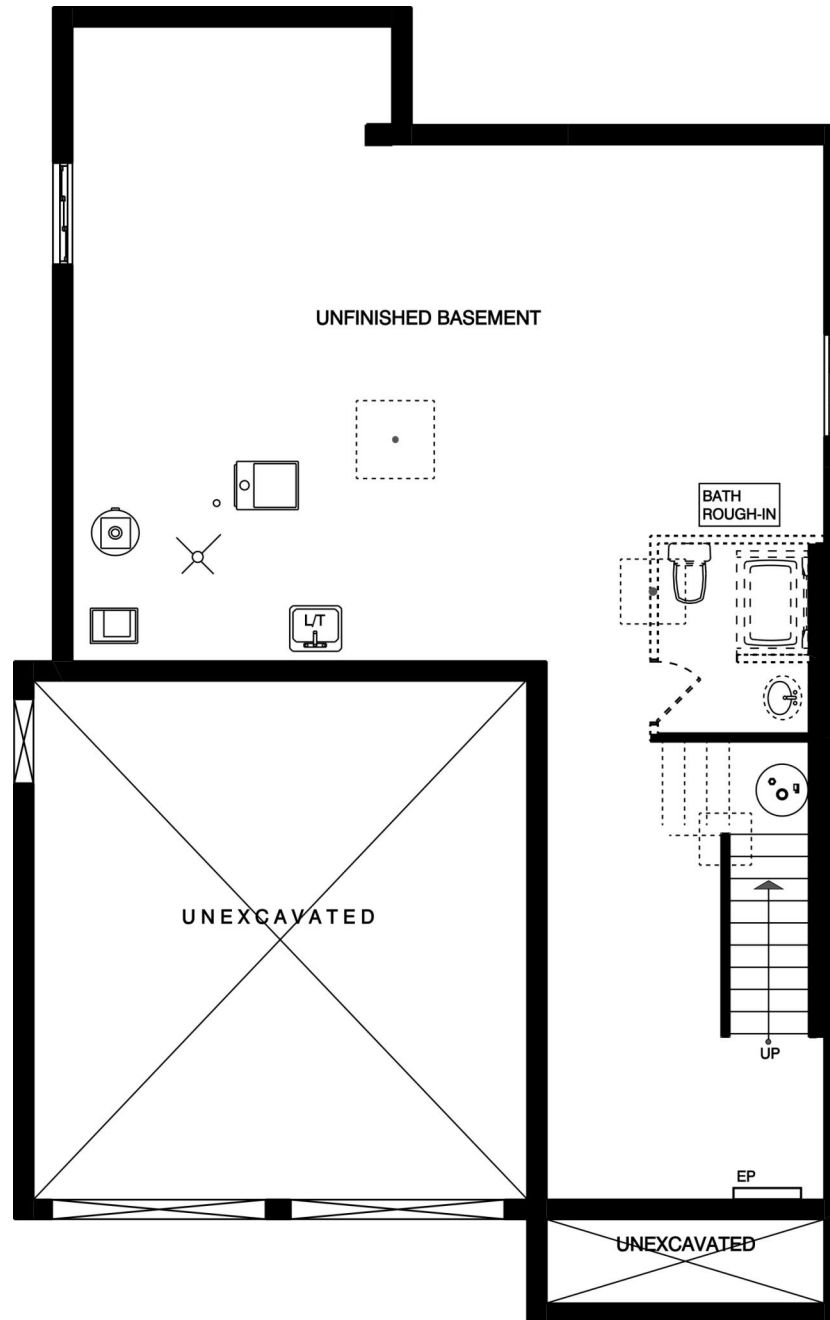 UNFINISHED BASEMENT
BATH
ROUGH-IN
L/T
UNEXCAVATED
UP
EP
UNEXCAVATED